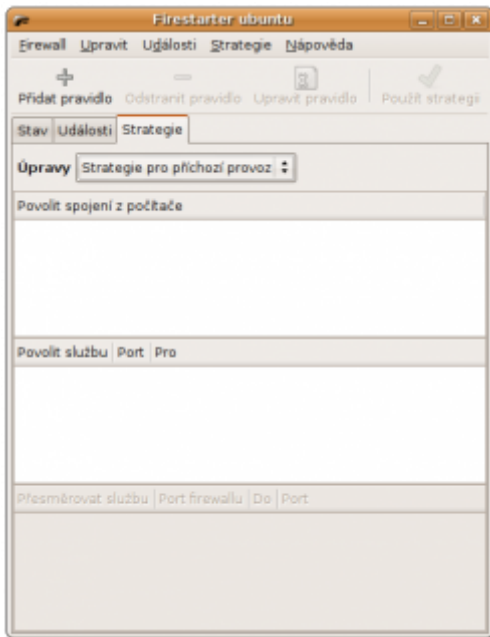 Firestarter ubuntu
Firewall Upravit Události Strategie Nápověda
Přidat pravidlo Odstranit pravidlo Upravit pravidlo Použít strategii
Stav Události Strategie
Úpravy Strategie pro příchozí provoz
Povolit spojení z počítače
Povolit službu Port Pro
Přesměrovat službu Port firewallu Do Port